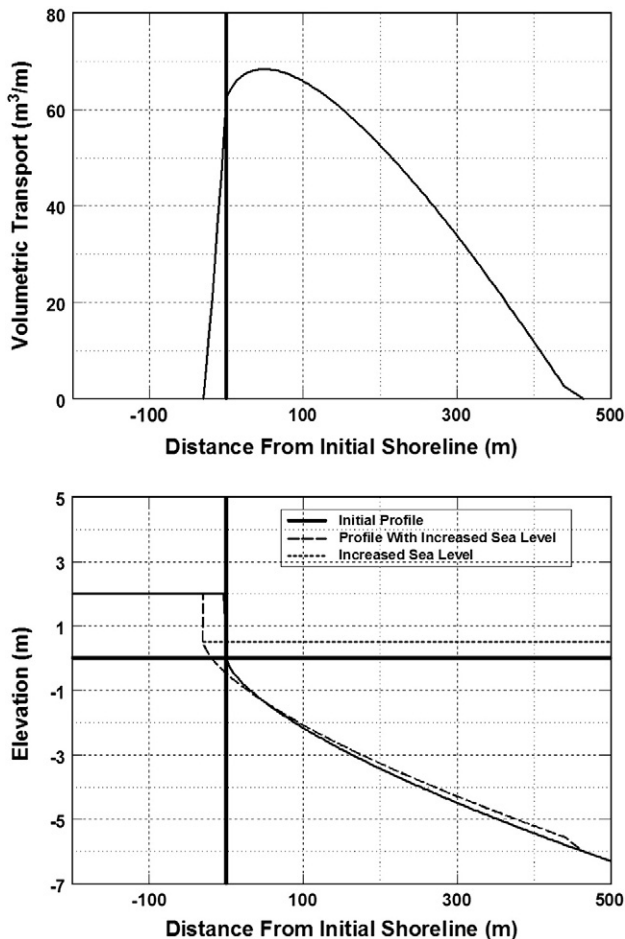 80
60
40
20
0
Volumetric Transport (m³/m)
-100
100
300
500
Distance From Initial Shoreline (m)
5
3
1
-1
-3
-5
-7
Elevation (m)
Initial Profile
Profile With Increased Sea Level
Increased Sea Level
-100
100
300
500
Distance From Initial Shoreline (m)